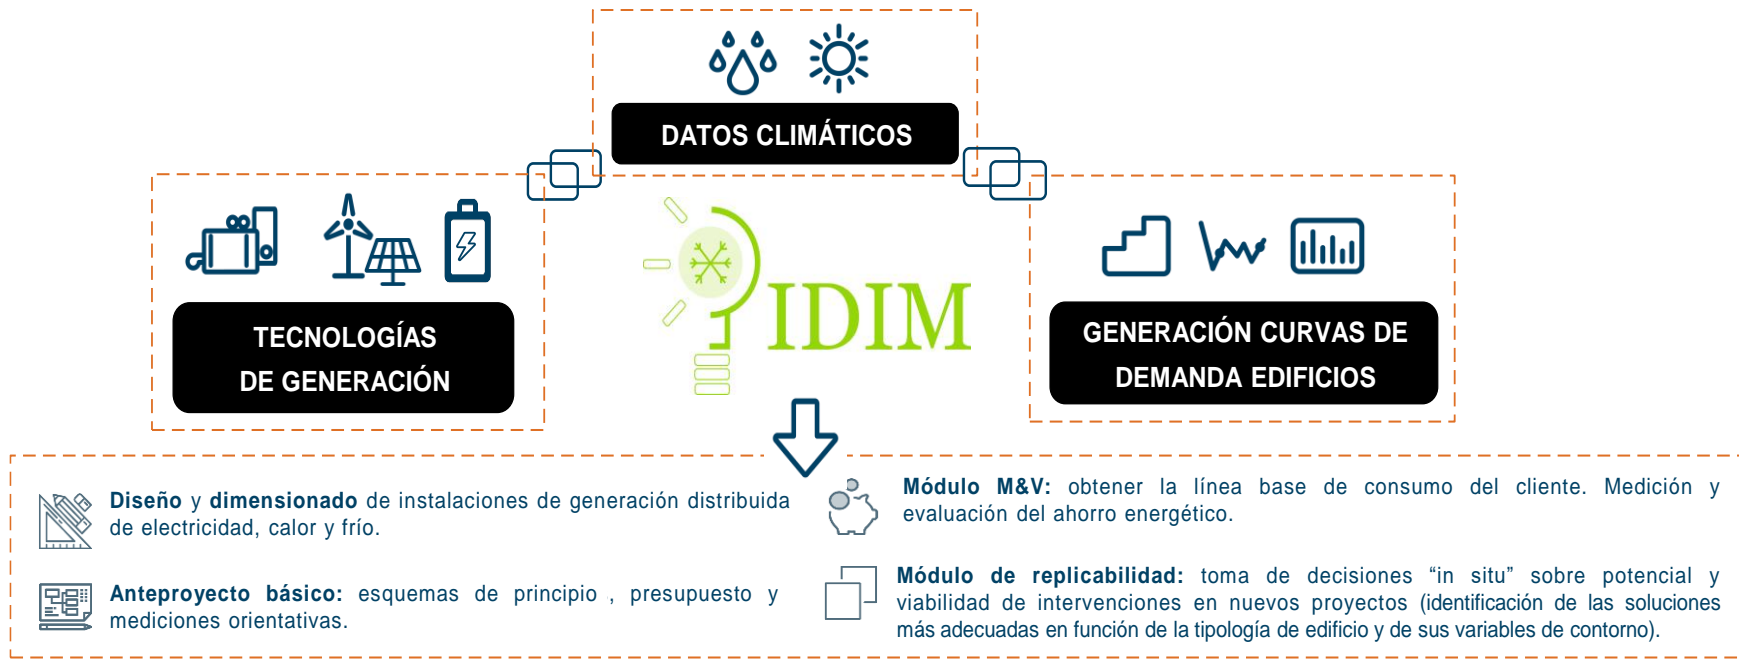 DATOS CLIMÁTICOS
TECNOLOGÍAS
DE GENERACIÓN
IDIM
GENERACIÓN CURVAS DE
DEMANDA EDIFICIOS
Diseño y dimensionado de instalaciones de generación distribuida
de electricidad, calor y frío.
Anteproyecto básico: esquemas de principio , presupuesto y
mediciones orientativas.
Módulo M&V: obtener la línea base de consumo del cliente. Medición y
evaluación del ahorro energético.
Módulo de replicabilidad: toma de decisiones “in situ” sobre potencial y
viabilidad de intervenciones en nuevos proyectos (identificación de las soluciones
más adecuadas en función de la tipología de edificio y de sus variables de contorno).